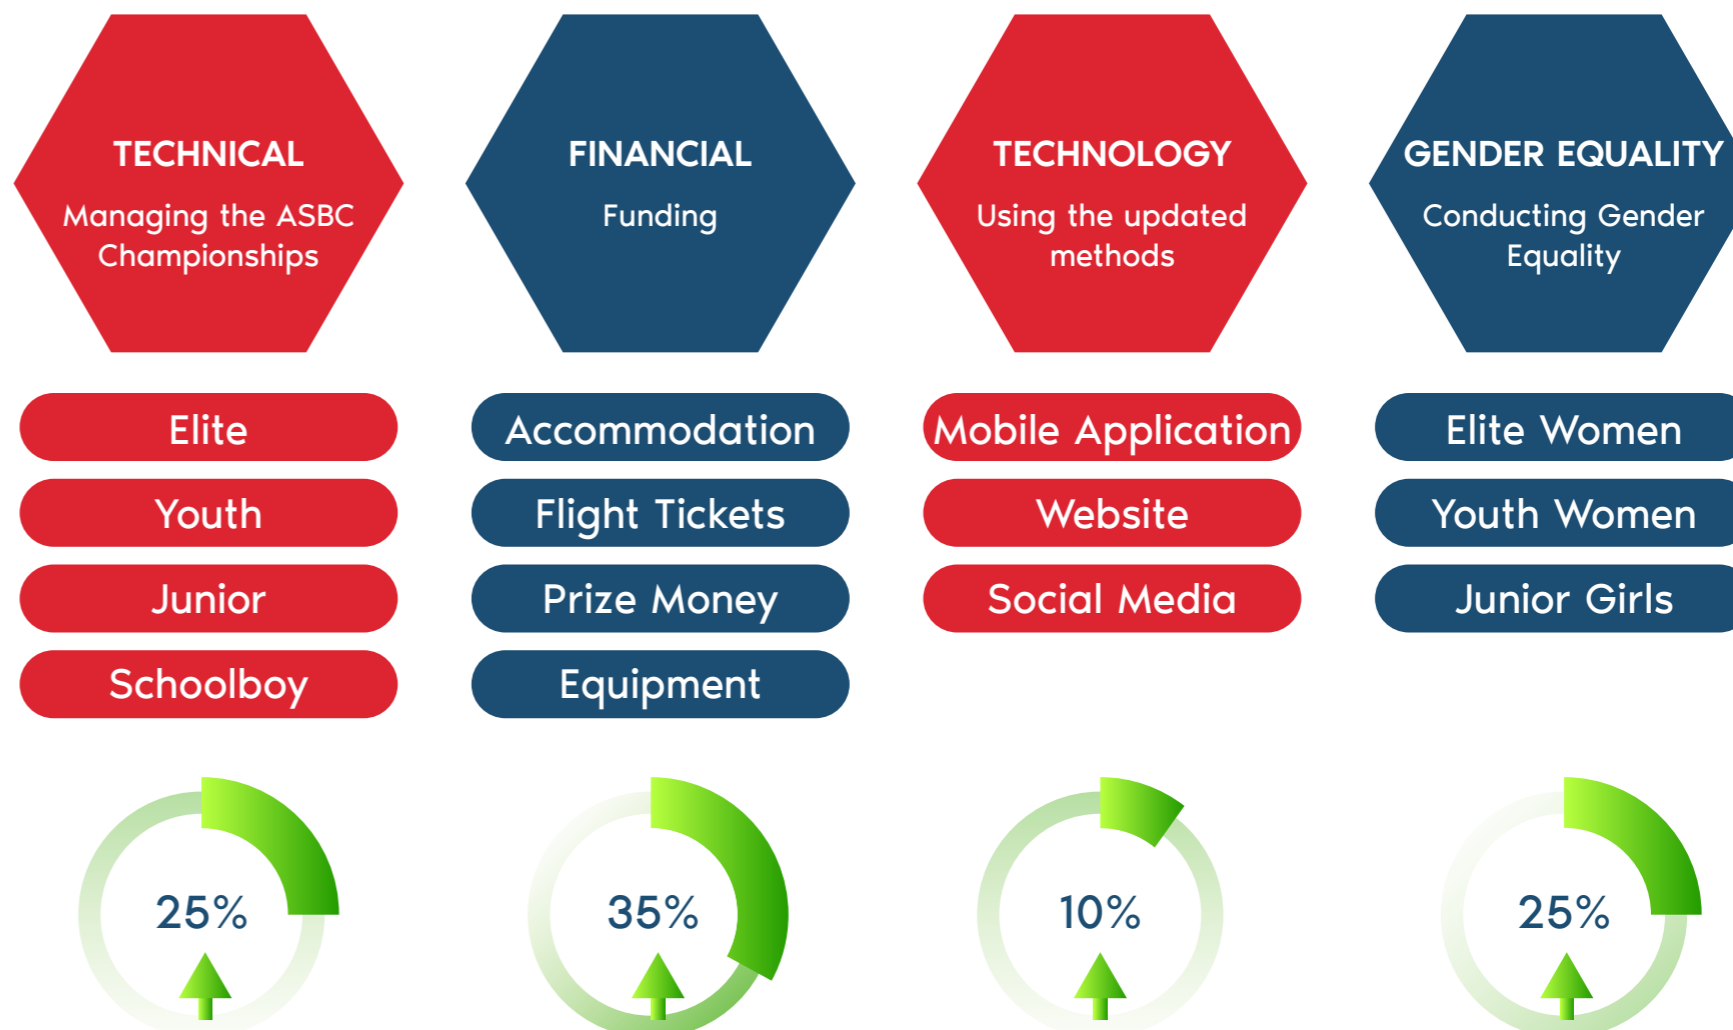 TECHNICAL
Managing the ASBC
Championships
Elite
Youth
Junior
Schoolboy
25%
FINANCIAL
Funding
Accommodation
Flight Tickets
Prize Money
Equipment
35%
TECHNOLOGY
Using the updated
methods
Mobile Application
Website
Social Media
10%
GENDER EQUALITY
Conducting Gender
Equality
Elite Women
Youth Women
Junior Girls
25%